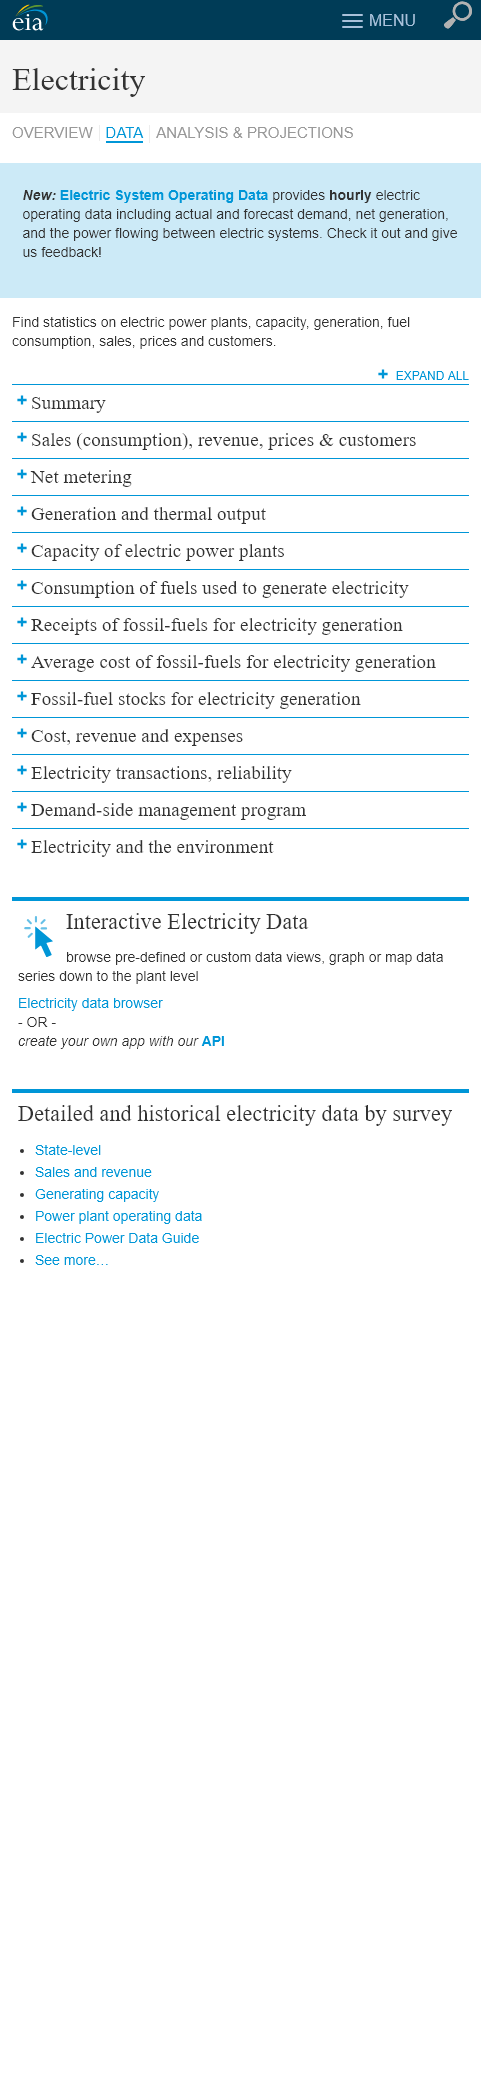 eia
MENU
Electricity
OVERVIEW DATA ANALYSIS & PROJECTIONS
New: Electric System Operating Data provides hourly electric
operating data including actual and forecast demand, net generation,
and the power flowing between electric systems. Check it out and give
us feedback!
Find statistics on electric power plants, capacity, generation, fuel
consumption, sales, prices and customers.
+ EXPAND ALL
+ Summary
+ Sales (consumption), revenue, prices & customers
+ Net metering
+ Generation and thermal output
+ Capacity of electric power plants
+ Consumption of fuels used to generate electricity
+ Receipts of fossil-fuels for electricity generation
+ Average cost of fossil-fuels for electricity generation
+ Fossil-fuel stocks for electricity generation
+ Cost, revenue and expenses
+ Electricity transactions, reliability
+ Demand-side management program
+ Electricity and the environment
Interactive Electricity Data
browse pre-defined or custom data views, graph or map data
series down to the plant level
Electricity data browser
- OR -
create your own app with our API
Detailed and historical electricity data by survey
• State-level
• Sales and revenue
• Generating capacity
• Power plant operating data
• Electric Power Data Guide
• See more…